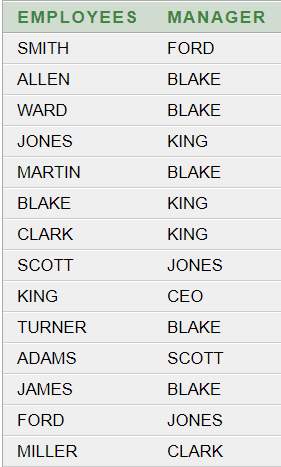 EMPLOYEES MANAGER
SMITH FORD
ALLEN BLAKE
WARD BLAKE
JONES KING
MARTIN BLAKE
BLAKE KING
CLARK KING
SCOTT JONES
KING CEO
TURNER BLAKE
ADAMS SCOTT
JAMES BLAKE
FORD JONES
MILLER CLARK